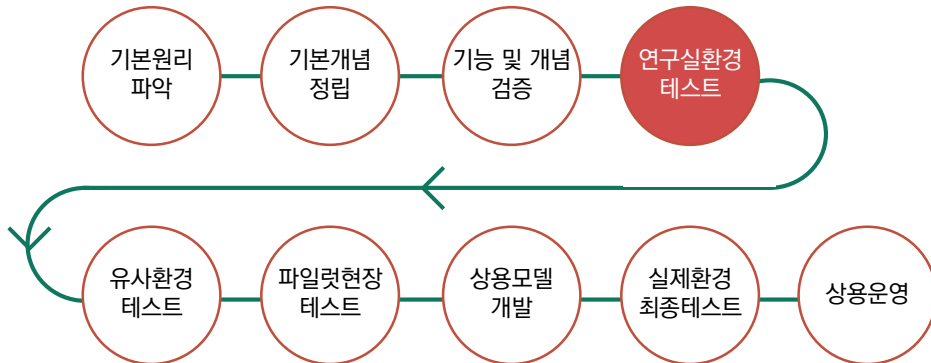 기본원리
파악
기본개념
정립
기능 및 개념
검증
연구실환경
테스트
유사환경
테스트
파일럿현장
테스트
상용모델
개발
실제환경
최종테스트
상용운영